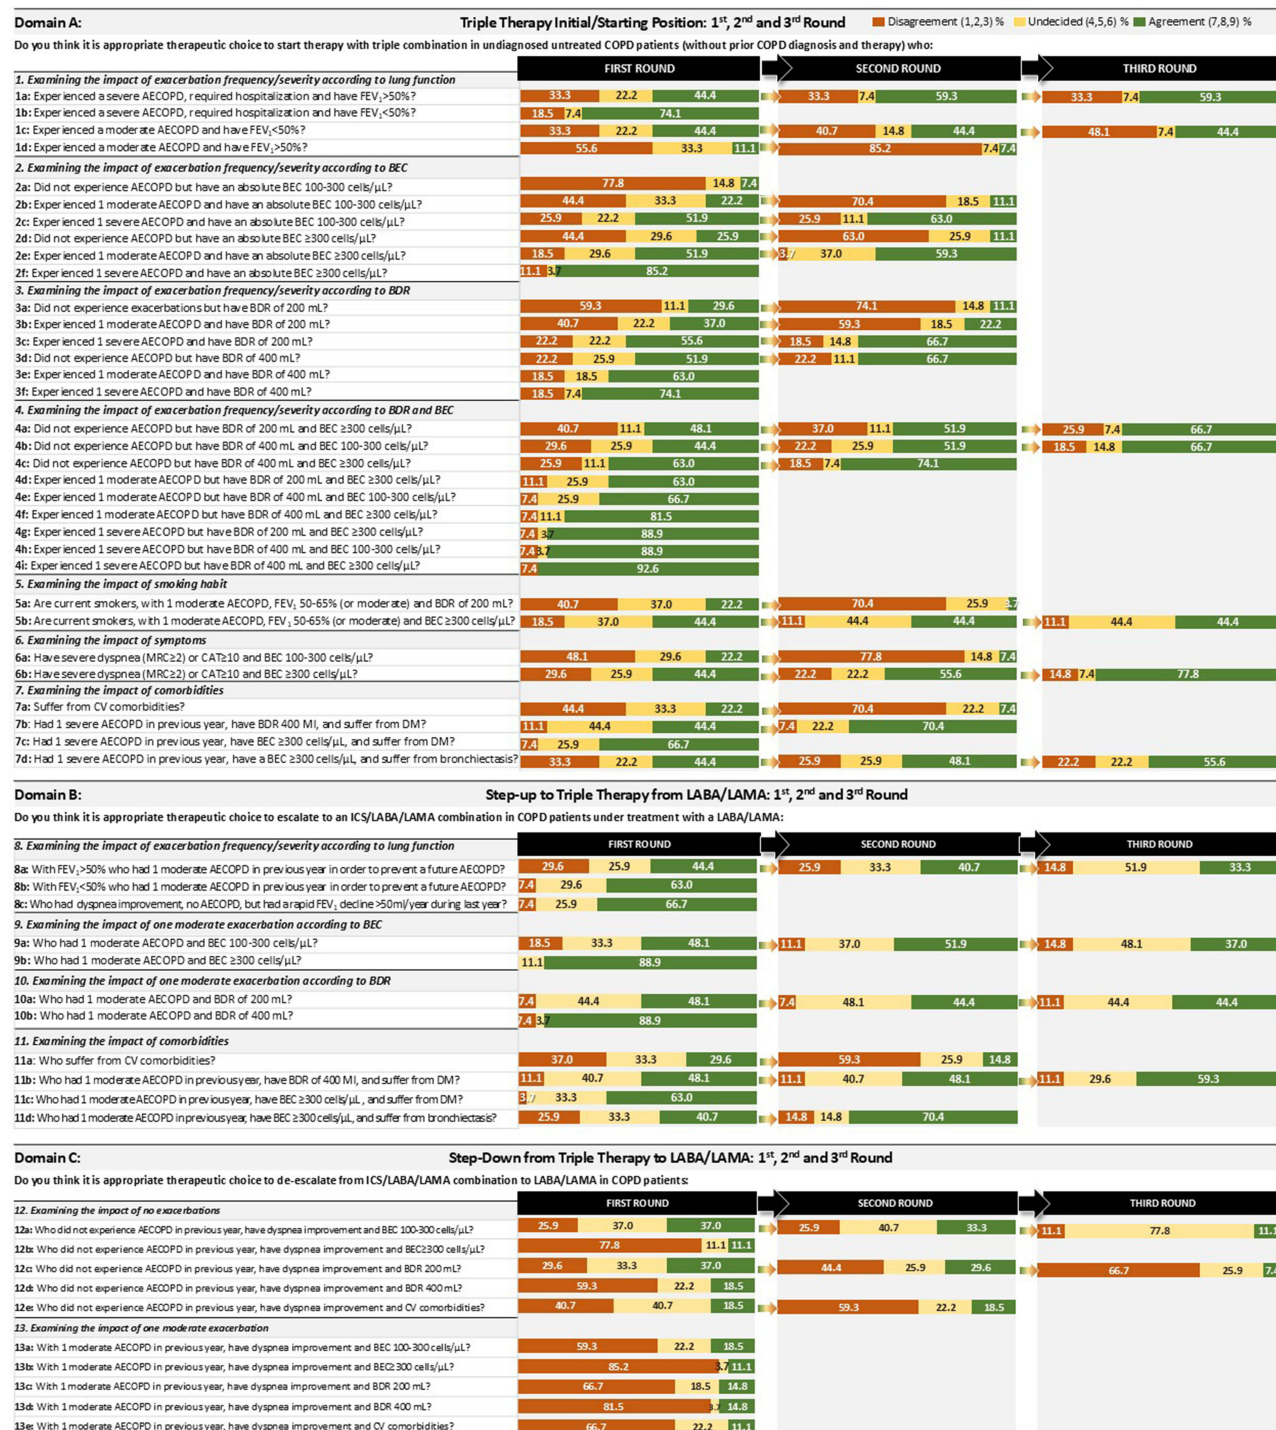 Domain A: Triple Therapy Initial/Starting Position: 1st, 2nd and 3rd Round Disagreement (1,2,3) % Undecided (4,5,6) % Agreement (7,8,9) %
Do you think it is appropriate therapeutic choice to start therapy with triple combination in undiagnosed untreated COPD patients (without prior COPD diagnosis and therapy) who:
FIRST ROUND SECOND ROUND THIRD ROUND
1. Examining the impact of exacerbation frequency/severity according to lung function
1a: Experienced a severe AECOPD, required hospitalization and have FEV₁>50%? 33.3 22.2 44.4 33.3 7.4 59.3 33.3 7.4 59.3
1b: Experienced a severe AECOPD, required hospitalization and have FEV₁<50%? 18.5 7.4 74.1
1c: Experienced a moderate AECOPD and have FEV₁<50%? 33.3 22.2 44.4 40.7 14.8 44.4 48.1 7.4 44.4
1d: Experienced a moderate AECOPD and have FEV₁>50%? 55.6 33.3 11.1 85.2 7.4 7.4
2. Examining the impact of exacerbation frequency/severity according to BEC
2a: Did not experience AECOPD but have an absolute BEC 100-300 cells/µL? 77.8 14.8 7.4
2b: Experienced 1 moderate AECOPD and have an absolute BEC 100-300 cells/µL? 44.4 33.3 22.2 70.4 18.5 11.1
2c: Experienced 1 severe AECOPD and have an absolute BEC 100-300 cells/µL? 25.9 22.2 51.9 25.9 11.1 63.0
2d: Did not experience AECOPD but have an absolute BEC ≥300 cells/µL? 44.4 29.6 25.9 63.0 25.9 11.1
2e: Experienced 1 moderate AECOPD and have an absolute BEC ≥300 cells/µL? 18.5 29.6 51.9 3.7 37.0 59.3
2f: Experienced 1 severe AECOPD and have an absolute BEC ≥300 cells/µL? 11.1 3.7 85.2
3. Examining the impact of exacerbation frequency/severity according to BDR
3a: Did not experience exacerbations but have BDR of 200 mL? 59.3 11.1 29.6 74.1 14.8 11.1
3b: Experienced 1 moderate AECOPD and have BDR of 200 mL? 40.7 22.2 37.0 59.3 18.5 22.2
3c: Experienced 1 severe AECOPD and have BDR of 200 mL? 22.2 22.2 55.6 18.5 14.8 66.7
3d: Did not experience AECOPD but have BDR of 400 mL? 22.2 25.9 51.9 22.2 11.1 66.7
3e: Experienced 1 moderate AECOPD and have BDR of 400 mL? 18.5 18.5 63.0
3f: Experienced 1 severe AECOPD and have BDR of 400 mL? 18.5 7.4 74.1
4. Examining the impact of exacerbation frequency/severity according to BDR and BEC
4a: Did not experience AECOPD but have BDR of 200 mL and BEC ≥300 cells/µL? 40.7 11.1 48.1 37.0 11.1 51.9 25.9 7.4 66.7
4b: Did not experience AECOPD but have BDR of 400 mL and BEC 100-300 cells/µL? 29.6 25.9 44.4 22.2 25.9 51.9 18.5 14.8 66.7
4c: Did not experience AECOPD but have BDR of 400 mL and BEC ≥300 cells/µL? 25.9 11.1 63.0 18.5 7.4 74.1
4d: Experienced 1 moderate AECOPD but have BDR of 200 mL and BEC ≥300 cells/µL? 11.1 25.9 63.0
4e: Experienced 1 moderate AECOPD but have BDR of 400 mL and BEC 100-300 cells/µL? 7.4 25.9 66.7
4f: Experienced 1 moderate AECOPD but have BDR of 400 mL and BEC ≥300 cells/µL? 7.4 11.1 81.5
4g: Experienced 1 severe AECOPD but have BDR of 200 mL and BEC ≥300 cells/µL? 7.4 3.7 88.9
4h: Experienced 1 severe AECOPD but have BDR of 400 mL and BEC 100-300 cells/µL? 7.4 3.7 88.9
4i: Experienced 1 severe AECOPD but have BDR of 400 mL and BEC ≥300 cells/µL? 7.4 92.6
5. Examining the impact of smoking habit
5a: Are current smokers, with 1 moderate AECOPD, FEV₁ 50-65% (or moderate) and BDR of 200 mL? 40.7 37.0 22.2 70.4 25.9 3.7
5b: Are current smokers, with 1 moderate AECOPD, FEV₁ 50-65% (or moderate) and BEC ≥300 cells/µL? 18.5 37.0 44.4 11.1 44.4 44.4 11.1 44.4 44.4
6. Examining the impact of symptoms
6a: Have severe dyspnea (MRC≥2) or CAT≥10 and BEC 100-300 cells/µL? 48.1 29.6 22.2 77.8 14.8 7.4
6b: Have severe dyspnea (MRC≥2) or CAT≥10 and BEC ≥300 cells/µL? 29.6 25.9 44.4 22.2 22.2 55.6 14.8 7.4 77.8
7. Examining the impact of comorbidities
7a: Suffer from CV comorbidities? 44.4 33.3 22.2 70.4 22.2 7.4
7b: Had 1 severe AECOPD in previous year, have BDR 400 Ml, and suffer from DM? 11.1 44.4 44.4 7.4 22.2 70.4
7c: Had 1 severe AECOPD in previous year, have BEC ≥300 cells/µL, and suffer from DM? 7.4 25.9 66.7
7d: Had 1 severe AECOPD in previous year, have a BEC ≥300 cells/µL, and suffer from bronchiectasis? 33.3 22.2 44.4 25.9 25.9 48.1 22.2 22.2 55.6
Domain B: Step-up to Triple Therapy from LABA/LAMA: 1st, 2nd and 3rd Round
Do you think it is appropriate therapeutic choice to escalate to an ICS/LABA/LAMA combination in COPD patients under treatment with a LABA/LAMA:
8. Examining the impact of exacerbation frequency/severity according to lung function FIRST ROUND SECOND ROUND THIRD ROUND
8a: With FEV₁>50% who had 1 moderate AECOPD in previous year in order to prevent a future AECOPD? 29.6 25.9 44.4 25.9 33.3 40.7 14.8 51.9 33.3
8b: With FEV₁<50% who had 1 moderate AECOPD in previous year in order to prevent a future AECOPD? 7.4 29.6 63.0
8c: Who had dyspnea improvement, no AECOPD, but had a rapid FEV₁ decline >50ml/year during last year? 7.4 25.9 66.7
9. Examining the impact of one moderate exacerbation according to BEC
9a: Who had 1 moderate AECOPD and BEC 100-300 cells/µL? 18.5 33.3 48.1 11.1 37.0 51.9 14.8 48.1 37.0
9b: Who had 1 moderate AECOPD and BEC ≥300 cells/µL? 11.1 88.9
10. Examining the impact of one moderate exacerbation according to BDR
10a: Who had 1 moderate AECOPD and BDR of 200 mL? 7.4 44.4 48.1 7.4 48.1 44.4 11.1 44.4 44.4
10b: Who had 1 moderate AECOPD and BDR of 400 mL? 7.4 3.7 88.9
11. Examining the impact of comorbidities
11a: Who suffer from CV comorbidities? 37.0 33.3 29.6 59.3 25.9 14.8
11b: Who had 1 moderate AECOPD in previous year, have BDR of 400 Ml, and suffer from DM? 11.1 40.7 48.1 11.1 40.7 48.1 11.1 29.6 59.3
11c: Who had 1 moderate AECOPD in previous year, have BEC ≥300 cells/µL , and suffer from DM? 3.7 33.3 63.0
11d: Who had 1 moderate AECOPD in previous year, have BEC ≥300 cells/µL, and suffer from bronchiectasis? 25.9 33.3 40.7 14.8 14.8 70.4
Domain C: Step-Down from Triple Therapy to LABA/LAMA: 1st, 2nd and 3rd Round
Do you think it is appropriate therapeutic choice to de-escalate from ICS/LABA/LAMA combination to LABA/LAMA in COPD patients:
12. Examining the impact of no exacerbations FIRST ROUND SECOND ROUND THIRD ROUND
12a: Who did not experience AECOPD in previous year, have dyspnea improvement and BEC 100-300 cells/µL? 25.9 37.0 37.0 25.9 40.7 33.3 11.1 77.8 11.1
12b: Who did not experience AECOPD in previous year, have dyspnea improvement and BEC≥300 cells/µL? 77.8 11.1 11.1
12c: Who did not experience AECOPD in previous year, have dyspnea improvement and BDR 200 mL? 29.6 33.3 37.0 44.4 25.9 29.6 66.7 25.9 7.4
12d: Who did not experience AECOPD in previous year, have dyspnea improvement and BDR 400 mL? 59.3 22.2 18.5
12e: Who did not experience AECOPD in previous year, have dyspnea improvement and CV comorbidities? 40.7 40.7 18.5 59.3 22.2 18.5
13. Examining the impact of one moderate exacerbation
13a: With 1 moderate AECOPD in previous year, have dyspnea improvement and BEC 100-300 cells/µL? 59.3 22.2 18.5
13b: With 1 moderate AECOPD in previous year, have dyspnea improvement and BEC≥300 cells/µL? 85.2 3.7 11.1
13c: With 1 moderate AECOPD in previous year, have dyspnea improvement and BDR 200 mL? 66.7 18.5 14.8
13d: With 1 moderate AECOPD in previous year, have dyspnea improvement and BDR 400 mL? 81.5 3.7 14.8
13e: With 1 moderate AECOPD in previous year, have dyspnea improvement and CV comorbidities? 66.7 22.2 11.1